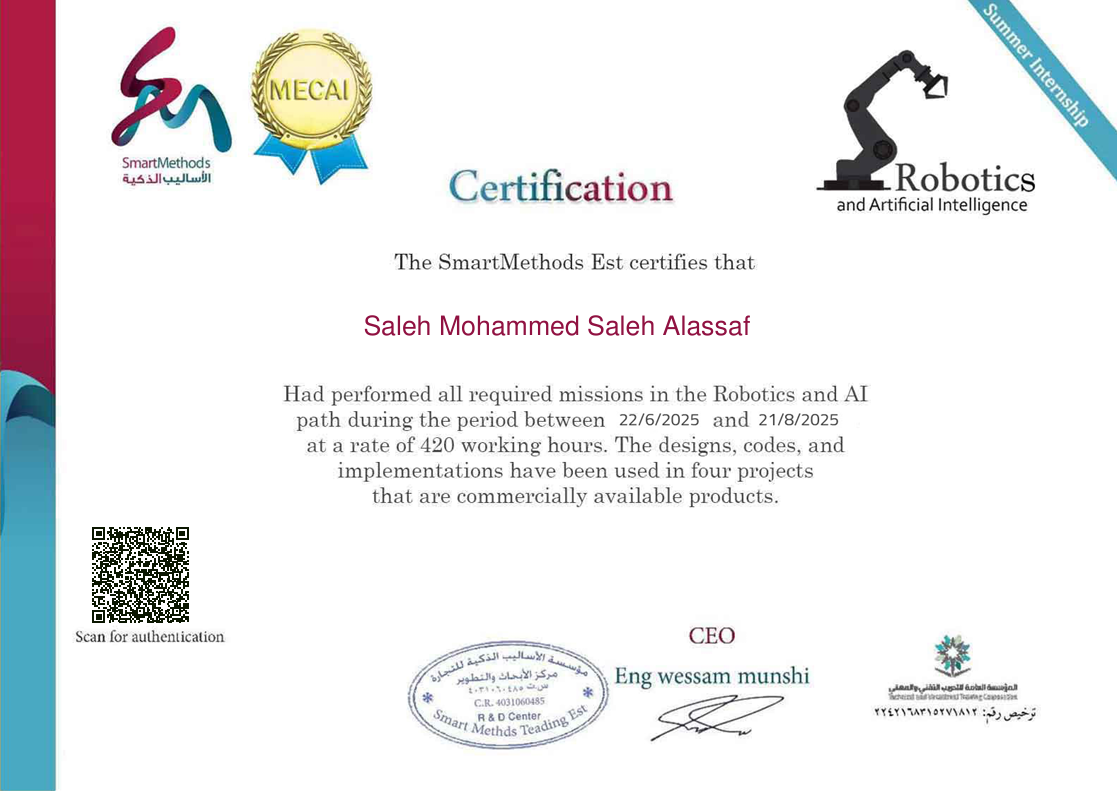 Summer Internship
MECAI
SmartMethods
الأساليب الذكية
Robotics
and Artificial Intelligence
Certification
The SmartMethods Est certifies that
Saleh Mohammed Saleh Alassaf
Had performed all required missions in the Robotics and AI
path during the period between 22/6/2025 and 21/8/2025
at a rate of 420 working hours. The designs, codes, and
implementations have been used in four projects
that are commercially available products.
Scan for authentication
CEO
Eng wessam munshi
مؤسسة الأساليب الذكية للتجارة
مركز الأبحاث والتطوير
س.ت ٤٠٣١٠٦٠٤٨٥
C.R. 4031060485
R & D Center
Smart Methds Teading Est
المؤسسة العامة للتدريب التقني والمهني
Technical and Vocational Training Corporation
ترخيص رقم: ٢٢٤٢١٦٨٣١٥٢٧١٨١٢